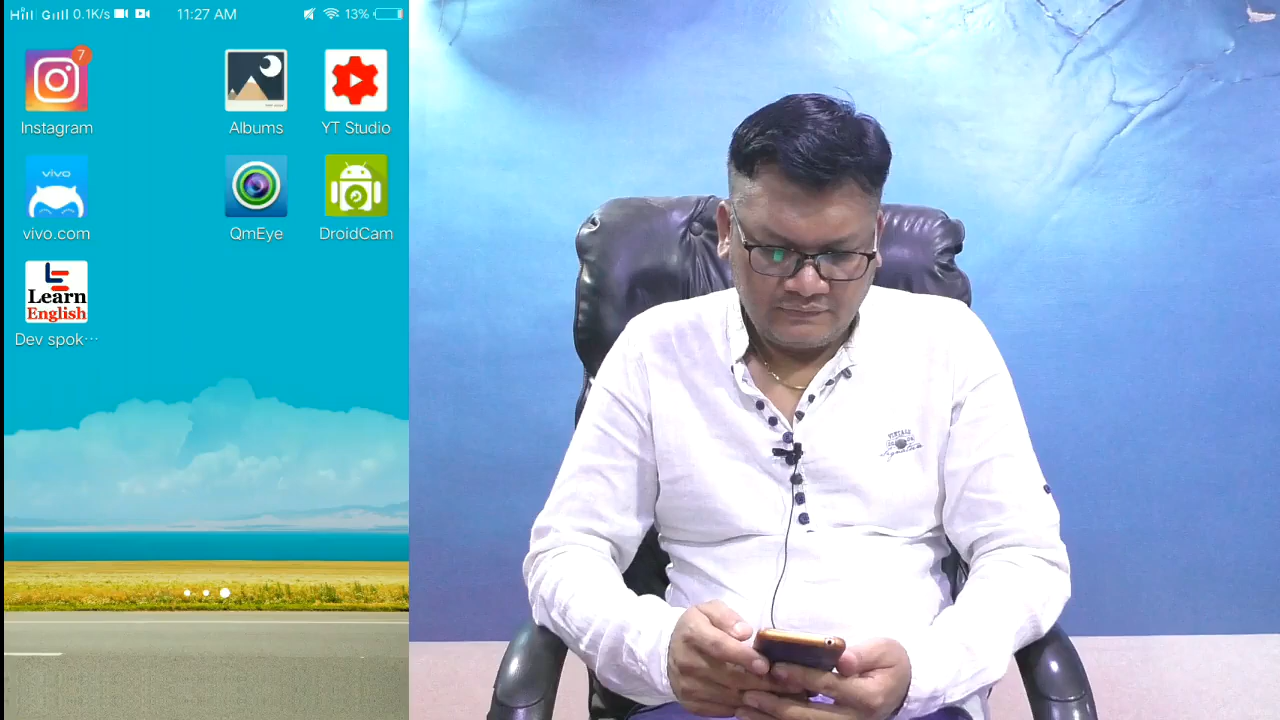 0.1K/s 11:27 AM 13%
7
Instagram Albums YT Studio
vivo
vivo.com QmEye DroidCam
Learn
English
Dev spok…
VINTAGE